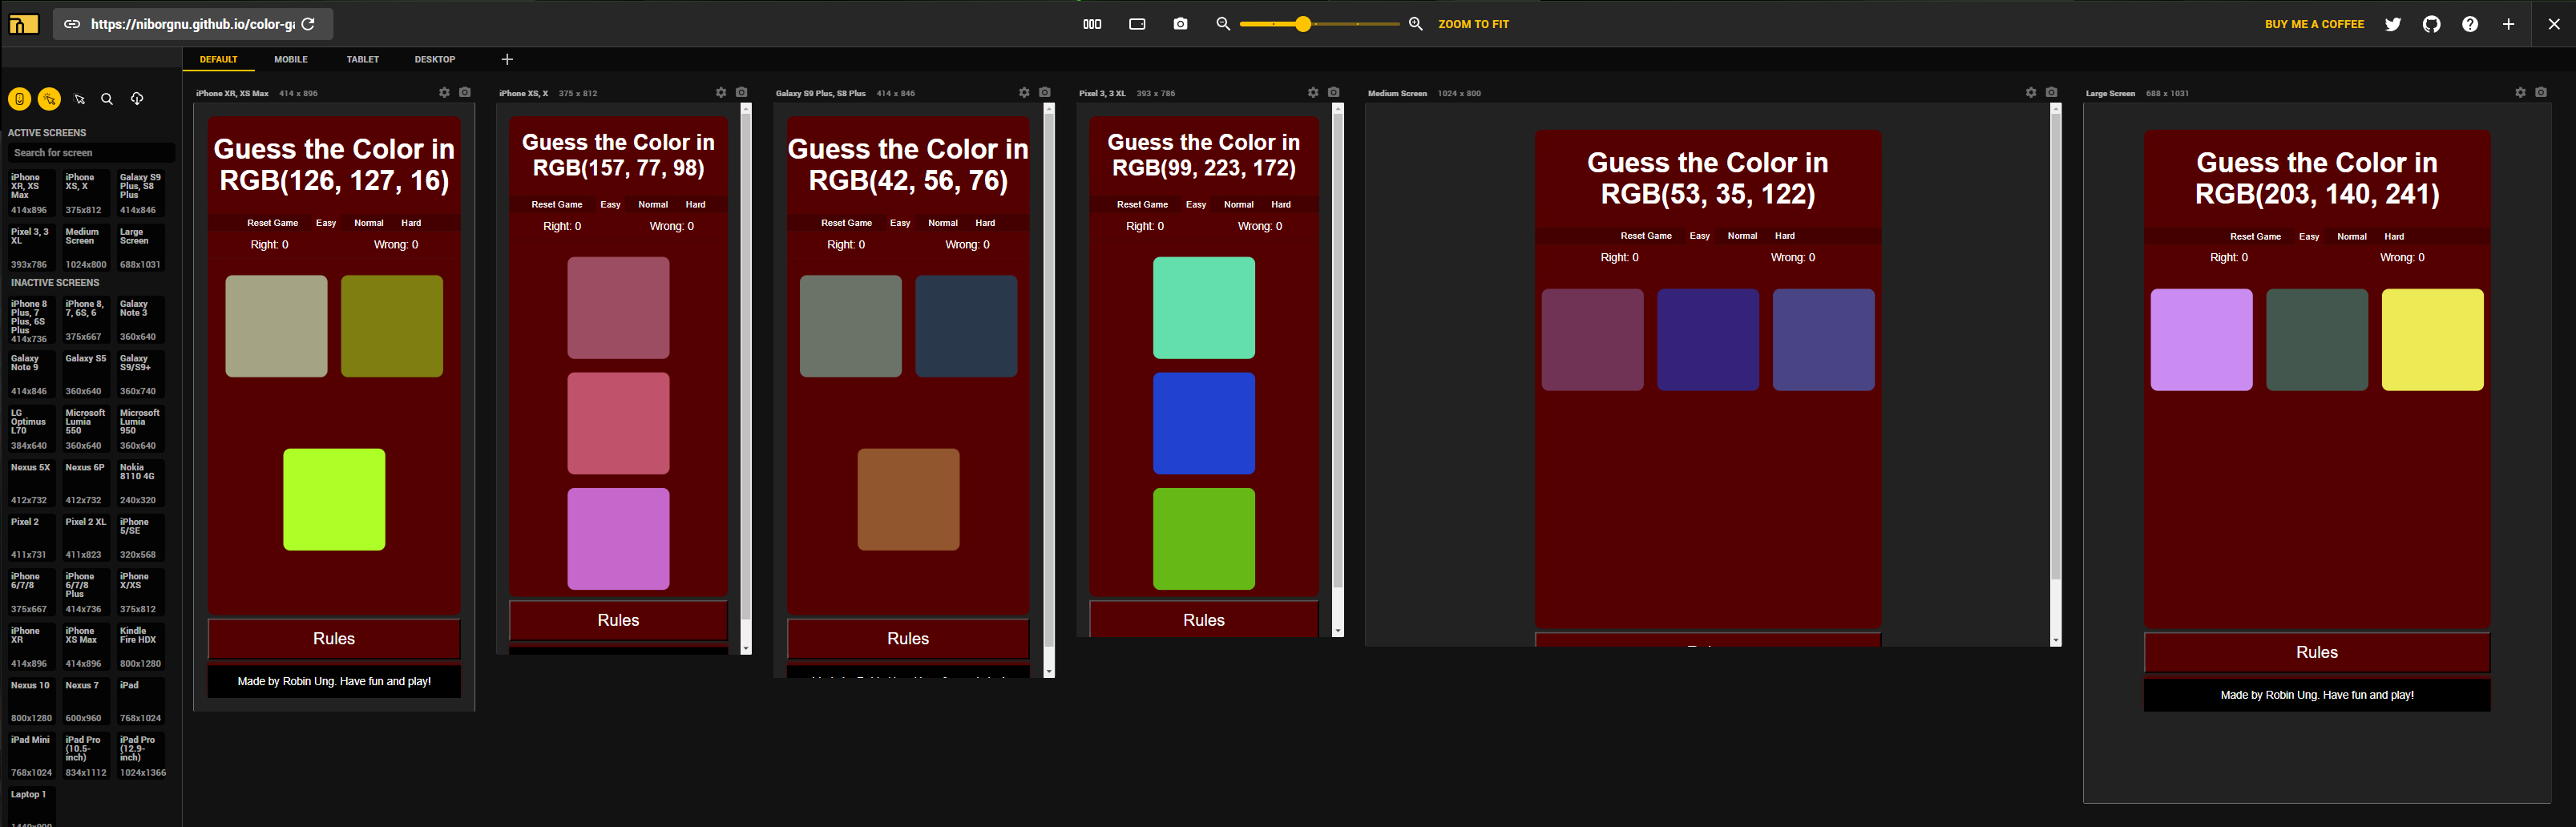 https://niborgnu.github.io/color-ga
ZOOM TO FIT
BUY ME A COFFEE
DEFAULT
MOBILE
TABLET
DESKTOP
ACTIVE SCREENS
Search for screen
iPhone XR, XS Max
414x896
iPhone XS, X
375x812
Galaxy S9 Plus, S8 Plus
414x846
Pixel 3, 3 XL
393x786
Medium Screen
1024x800
Large Screen
688x1031
INACTIVE SCREENS
iPhone 8 Plus, 7 Plus, 6S Plus
414x736
iPhone 8, 7, 6S, 6
375x667
Galaxy Note 3
360x640
Galaxy Note 9
414x846
Galaxy S5
360x640
Galaxy S9/S9+
360x740
LG Optimus L70
384x640
Microsoft Lumia 550
360x640
Microsoft Lumia 950
360x640
Nexus 5X
412x732
Nexus 6P
412x732
Nokia 8110 4G
240x320
Pixel 2
411x731
Pixel 2 XL
411x823
iPhone 5/SE
320x568
iPhone 6/7/8
375x667
iPhone 6/7/8 Plus
414x736
iPhone X/XS
375x812
iPhone XR
414x896
iPhone XS Max
414x896
Kindle Fire HDX
800x1280
Nexus 10
800x1280
Nexus 7
600x960
iPad
768x1024
iPad Mini
768x1024
iPad Pro (10.5-inch)
834x1112
iPad Pro (12.9-inch)
1024x1366
Laptop 1
iPhone XR, XS Max 414 x 896
Guess the Color in
RGB(126, 127, 16)
Reset Game Easy Normal Hard
Right: 0 Wrong: 0
Rules
Made by Robin Ung. Have fun and play!
iPhone XS, X 375 x 812
Guess the Color in
RGB(157, 77, 98)
Reset Game Easy Normal Hard
Right: 0 Wrong: 0
Rules
Galaxy S9 Plus, S8 Plus 414 x 846
Guess the Color in
RGB(42, 56, 76)
Reset Game Easy Normal Hard
Right: 0 Wrong: 0
Rules
Pixel 3, 3 XL 393 x 786
Guess the Color in
RGB(99, 223, 172)
Reset Game Easy Normal Hard
Right: 0 Wrong: 0
Rules
Medium Screen 1024 x 800
Guess the Color in
RGB(53, 35, 122)
Reset Game Easy Normal Hard
Right: 0 Wrong: 0
Large Screen 688 x 1031
Guess the Color in
RGB(203, 140, 241)
Reset Game Easy Normal Hard
Right: 0 Wrong: 0
Rules
Made by Robin Ung. Have fun and play!